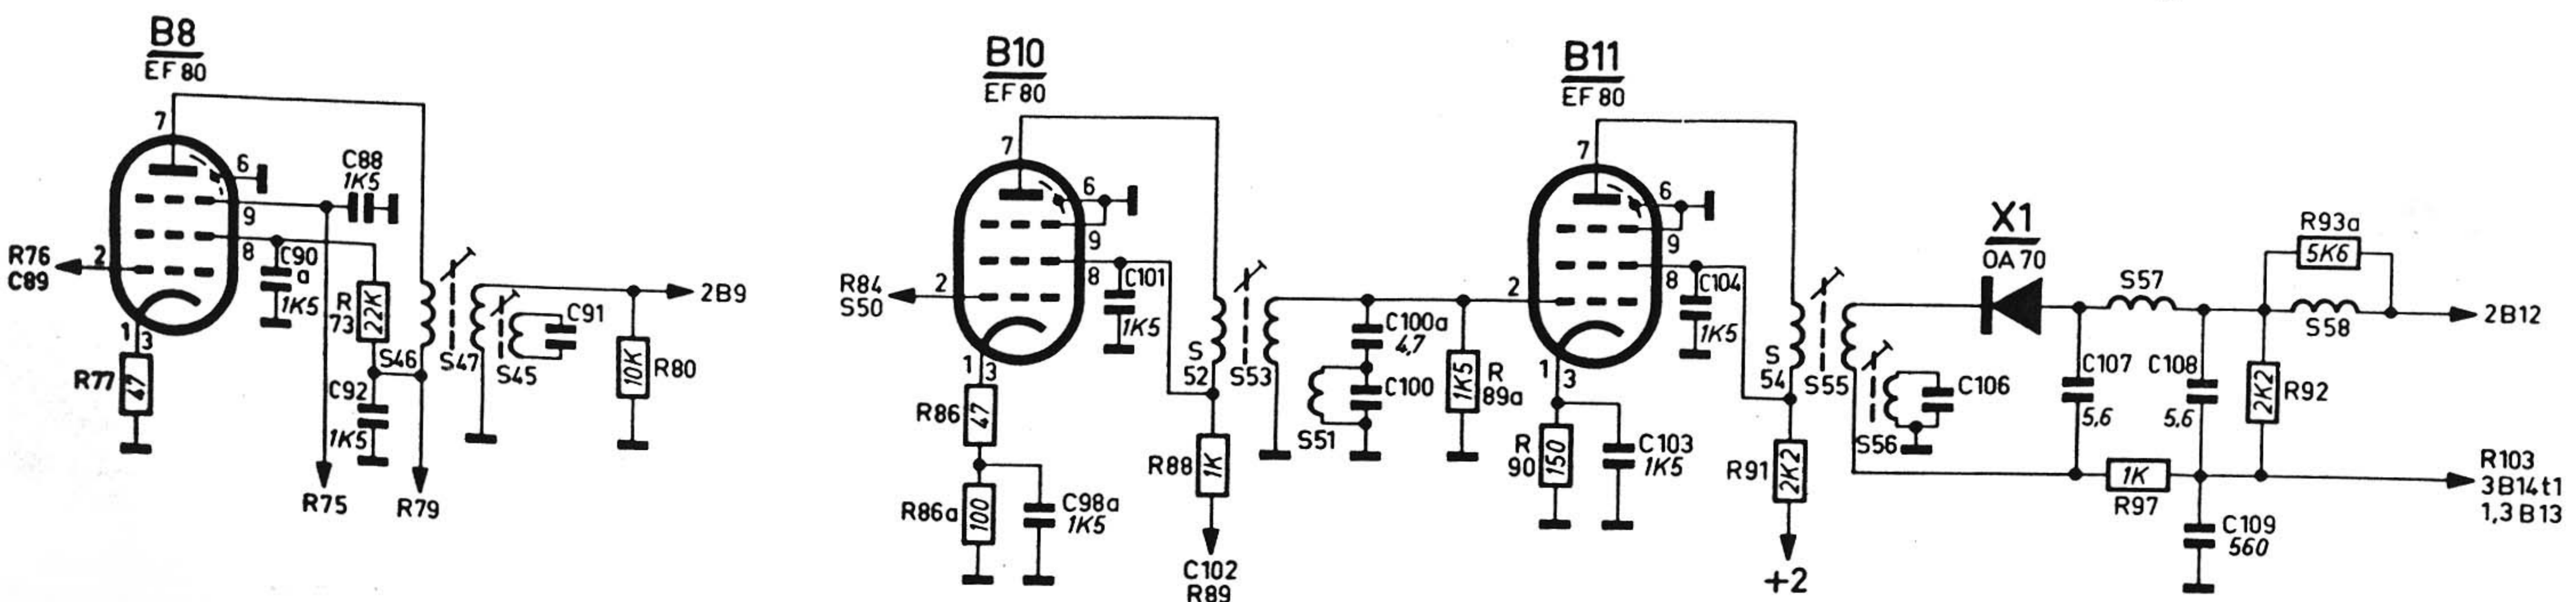 B8
EF 80
7
6
C88
1K5
9
8
C90
a
1K5
R76
C89
2
R
73
22K
1
3
R77
47
S46
C92
1K5
S47
S45
C91
10K
R80
2B9
R75
R79
B10
EF 80
7
6
9
8
C101
1K5
R84
S50
2
1
3
R86
47
R86a
100
C98a
1K5
S
52
S53
R88
1K
C102
R89
C100a
4,7
C100
S51
1K5
R
89a
B11
EF 80
7
6
9
8
C104
1K5
2
1
3
R
90
150
C103
1K5
S
54
S55
R91
2K2
+2
S56
C106
X1
OA 70
S57
R93a
5K6
S58
2B12
C107
5,6
C108
5,6
2K2
R92
1K
R97
C109
560
R103
3B14t1
1,3 B13